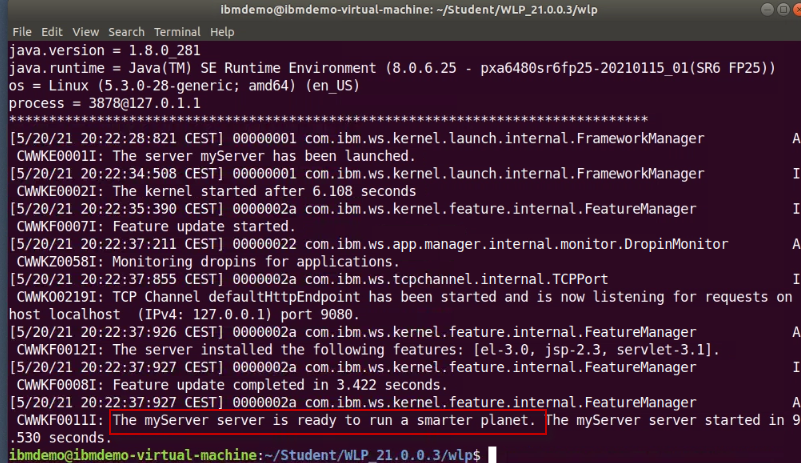 ibmdemo@ibmdemo-virtual-machine: ~/Student/WLP_21.0.0.3/wlp
File Edit View Search Terminal Help
java.version = 1.8.0_281
java.runtime = Java(TM) SE Runtime Environment (8.0.6.25 - pxa6480sr6fp25-20210115_01(SR6 FP25))
os = Linux (5.3.0-28-generic; amd64) (en_US)
process = 3878@127.0.1.1
********************************************************************************
[5/20/21 20:22:28:821 CEST] 00000001 com.ibm.ws.kernel.launch.internal.FrameworkManager A
CWWKE0001I: The server myServer has been launched.
[5/20/21 20:22:34:508 CEST] 00000001 com.ibm.ws.kernel.launch.internal.FrameworkManager I
CWWKE0002I: The kernel started after 6.108 seconds
[5/20/21 20:22:35:390 CEST] 0000002a com.ibm.ws.kernel.feature.internal.FeatureManager I
CWWKF0007I: Feature update started.
[5/20/21 20:22:37:211 CEST] 00000022 com.ibm.ws.app.manager.internal.monitor.DropinMonitor A
CWWKZ0058I: Monitoring dropins for applications.
[5/20/21 20:22:37:855 CEST] 0000002a com.ibm.ws.tcpchannel.internal.TCPPort I
CWWKO0219I: TCP Channel defaultHttpEndpoint has been started and is now listening for requests on
host localhost  (IPv4: 127.0.0.1) port 9080.
[5/20/21 20:22:37:926 CEST] 0000002a com.ibm.ws.kernel.feature.internal.FeatureManager A
CWWKF0012I: The server installed the following features: [el-3.0, jsp-2.3, servlet-3.1].
[5/20/21 20:22:37:927 CEST] 0000002a com.ibm.ws.kernel.feature.internal.FeatureManager I
CWWKF0008I: Feature update completed in 3.422 seconds.
[5/20/21 20:22:37:927 CEST] 0000002a com.ibm.ws.kernel.feature.internal.FeatureManager A
CWWKF0011I: The myServer server is ready to run a smarter planet. The myServer server started in 9
.530 seconds.
ibmdemo@ibmdemo-virtual-machine:~/Student/WLP_21.0.0.3/wlp$